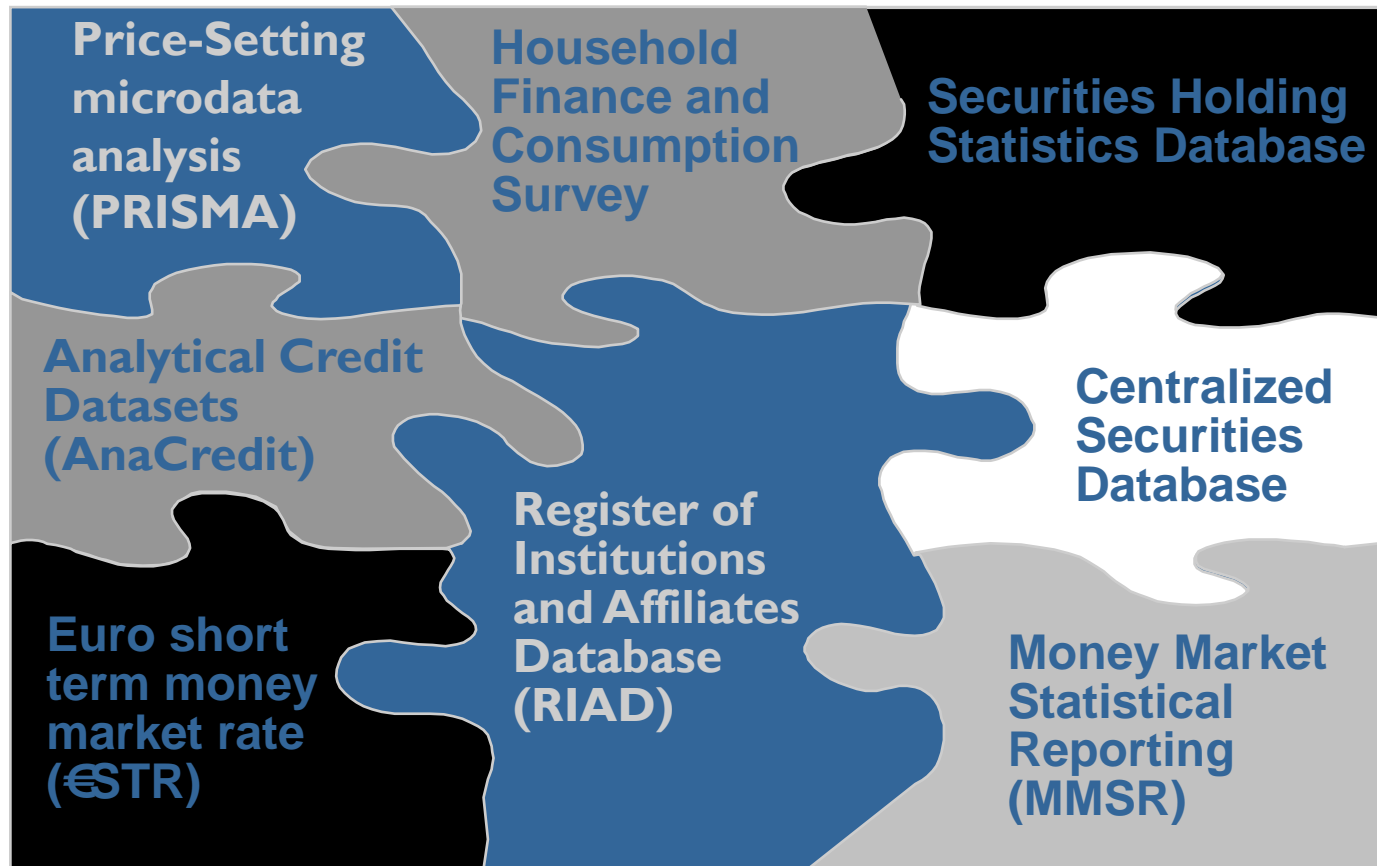 Price-Setting
microdata
analysis
(PRISMA)
Household
Finance and
Consumption
Survey
Securities Holding
Statistics Database
Analytical Credit
Datasets
(AnaCredit)
Register of
Institutions
and Affiliates
Database
(RIAD)
Centralized
Securities
Database
Euro short
term money
market rate
(€STR)
Money Market
Statistical
Reporting
(MMSR)